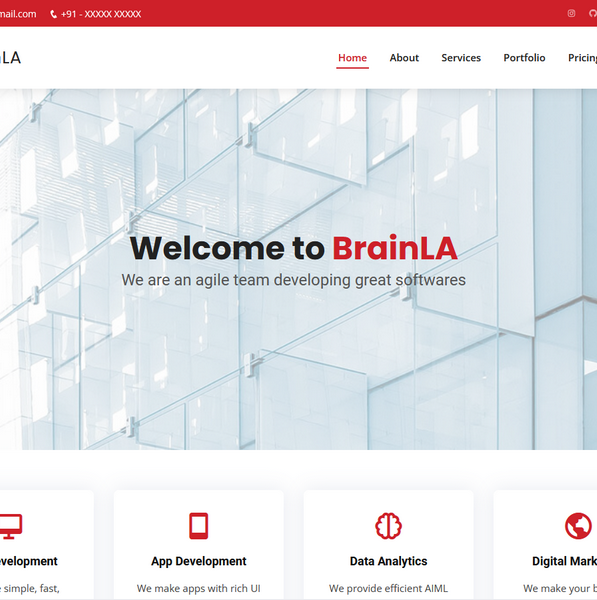 mail.com +91 - XXXXX XXXXX
LA Home About Services Portfolio Pricing
Welcome to BrainLA
We are an agile team developing great softwares
velopment App Development Data Analytics Digital Mark
simple, fast, We make apps with rich UI We provide efficient AIML We make your b